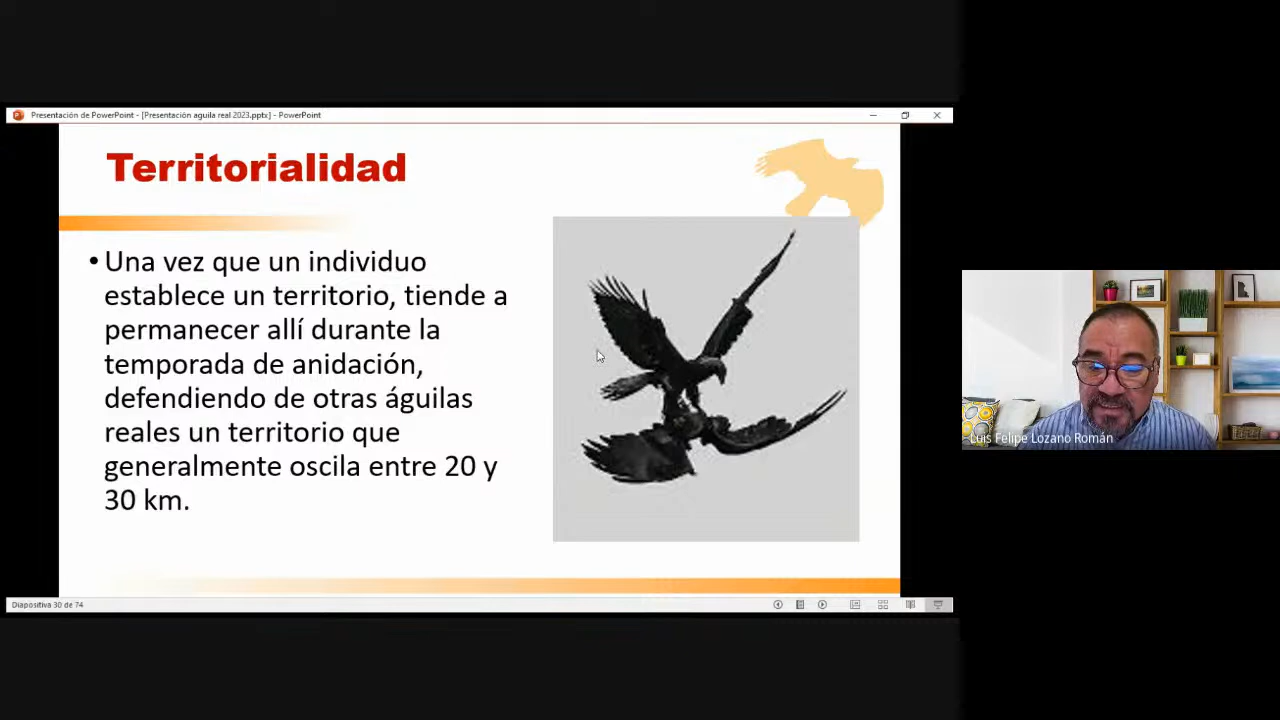 Presentación de PowerPoint - [Presentación aguila real 2023.pptx] - PowerPoint
Territorialidad
• Una vez que un individuo
establece un territorio, tiende a
permanecer allí durante la
temporada de anidación,
defendiendo de otras águilas
reales un territorio que
generalmente oscila entre 20 y
30 km.
Diapositiva 30 de 74
Luis Felipe Lozano Román